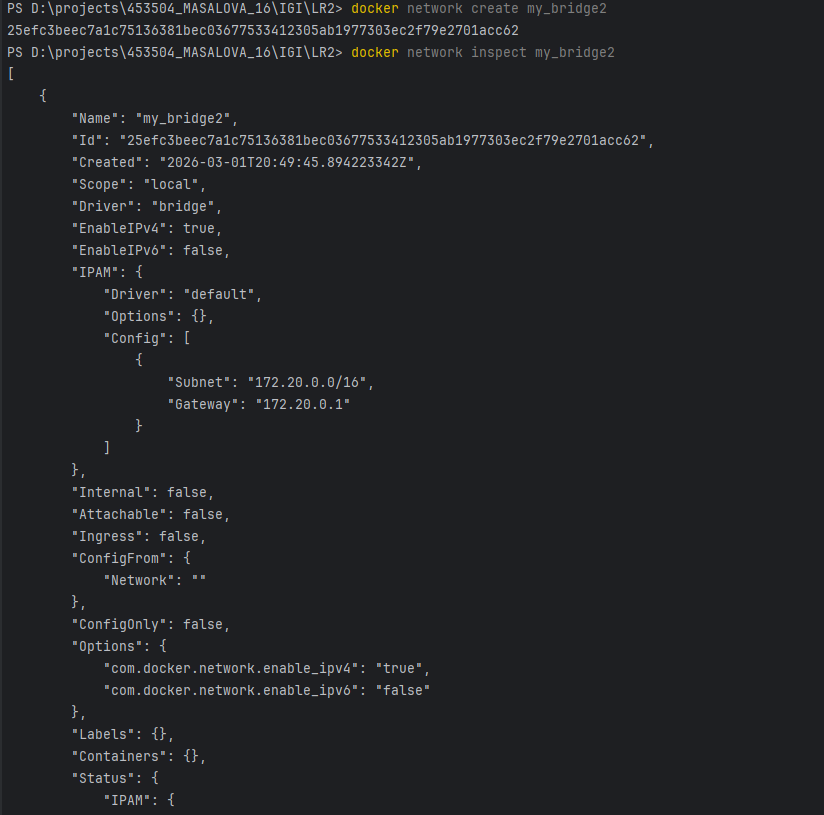 PS D:\projects\453504_MASALOVA_16\IGI\LR2> docker network create my_bridge2
25efc3beec7a1c75136381bec03677533412305ab1977303ec2f79e2701acc62
PS D:\projects\453504_MASALOVA_16\IGI\LR2> docker network inspect my_bridge2
[
    {
        "Name": "my_bridge2",
        "Id": "25efc3beec7a1c75136381bec03677533412305ab1977303ec2f79e2701acc62",
        "Created": "2026-03-01T20:49:45.894223342Z",
        "Scope": "local",
        "Driver": "bridge",
        "EnableIPv4": true,
        "EnableIPv6": false,
        "IPAM": {
            "Driver": "default",
            "Options": {},
            "Config": [
                {
                    "Subnet": "172.20.0.0/16",
                    "Gateway": "172.20.0.1"
                }
            ]
        },
        "Internal": false,
        "Attachable": false,
        "Ingress": false,
        "ConfigFrom": {
            "Network": ""
        },
        "ConfigOnly": false,
        "Options": {
            "com.docker.network.enable_ipv4": "true",
            "com.docker.network.enable_ipv6": "false"
        },
        "Labels": {},
        "Containers": {},
        "Status": {
            "IPAM": {